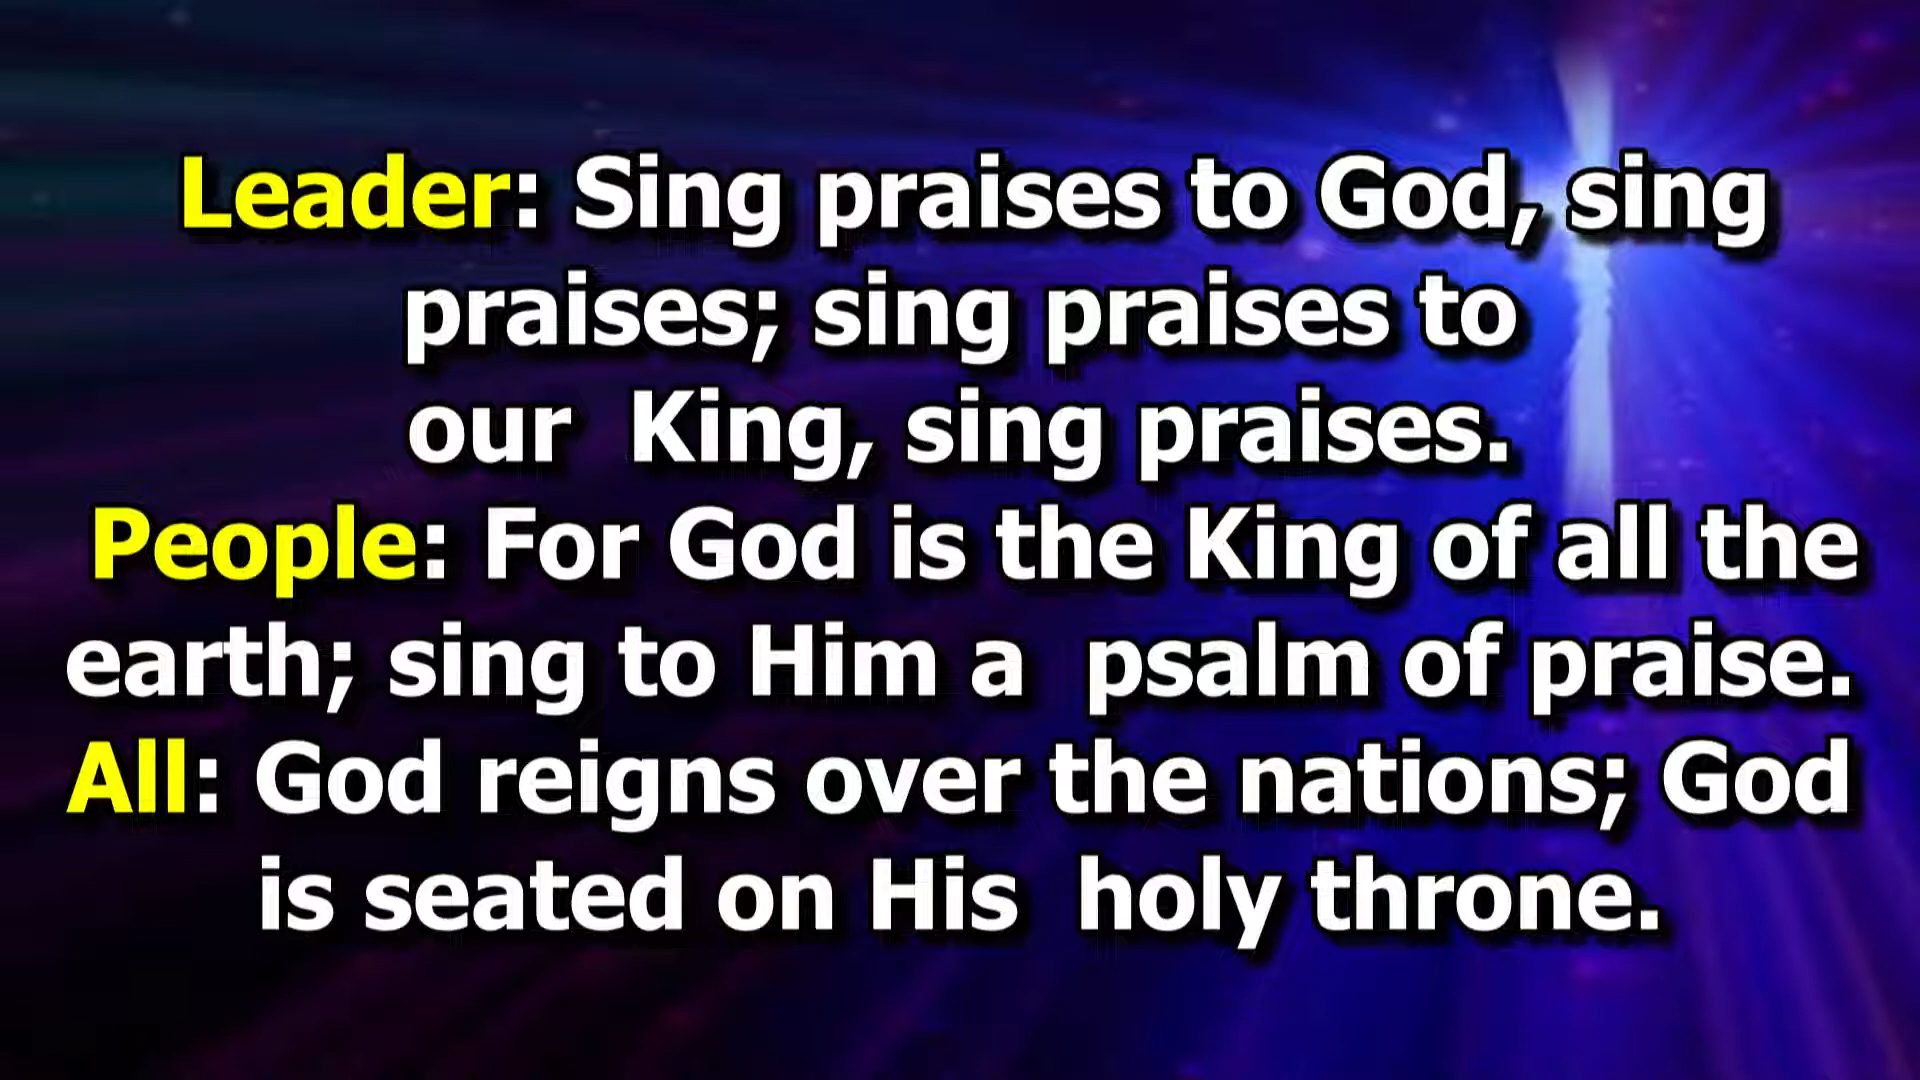 Leader: Sing praises to God, sing
praises; sing praises to
our  King, sing praises.
People: For God is the King of all the
earth; sing to Him a  psalm of praise.
All: God reigns over the nations; God
is seated on His  holy throne.